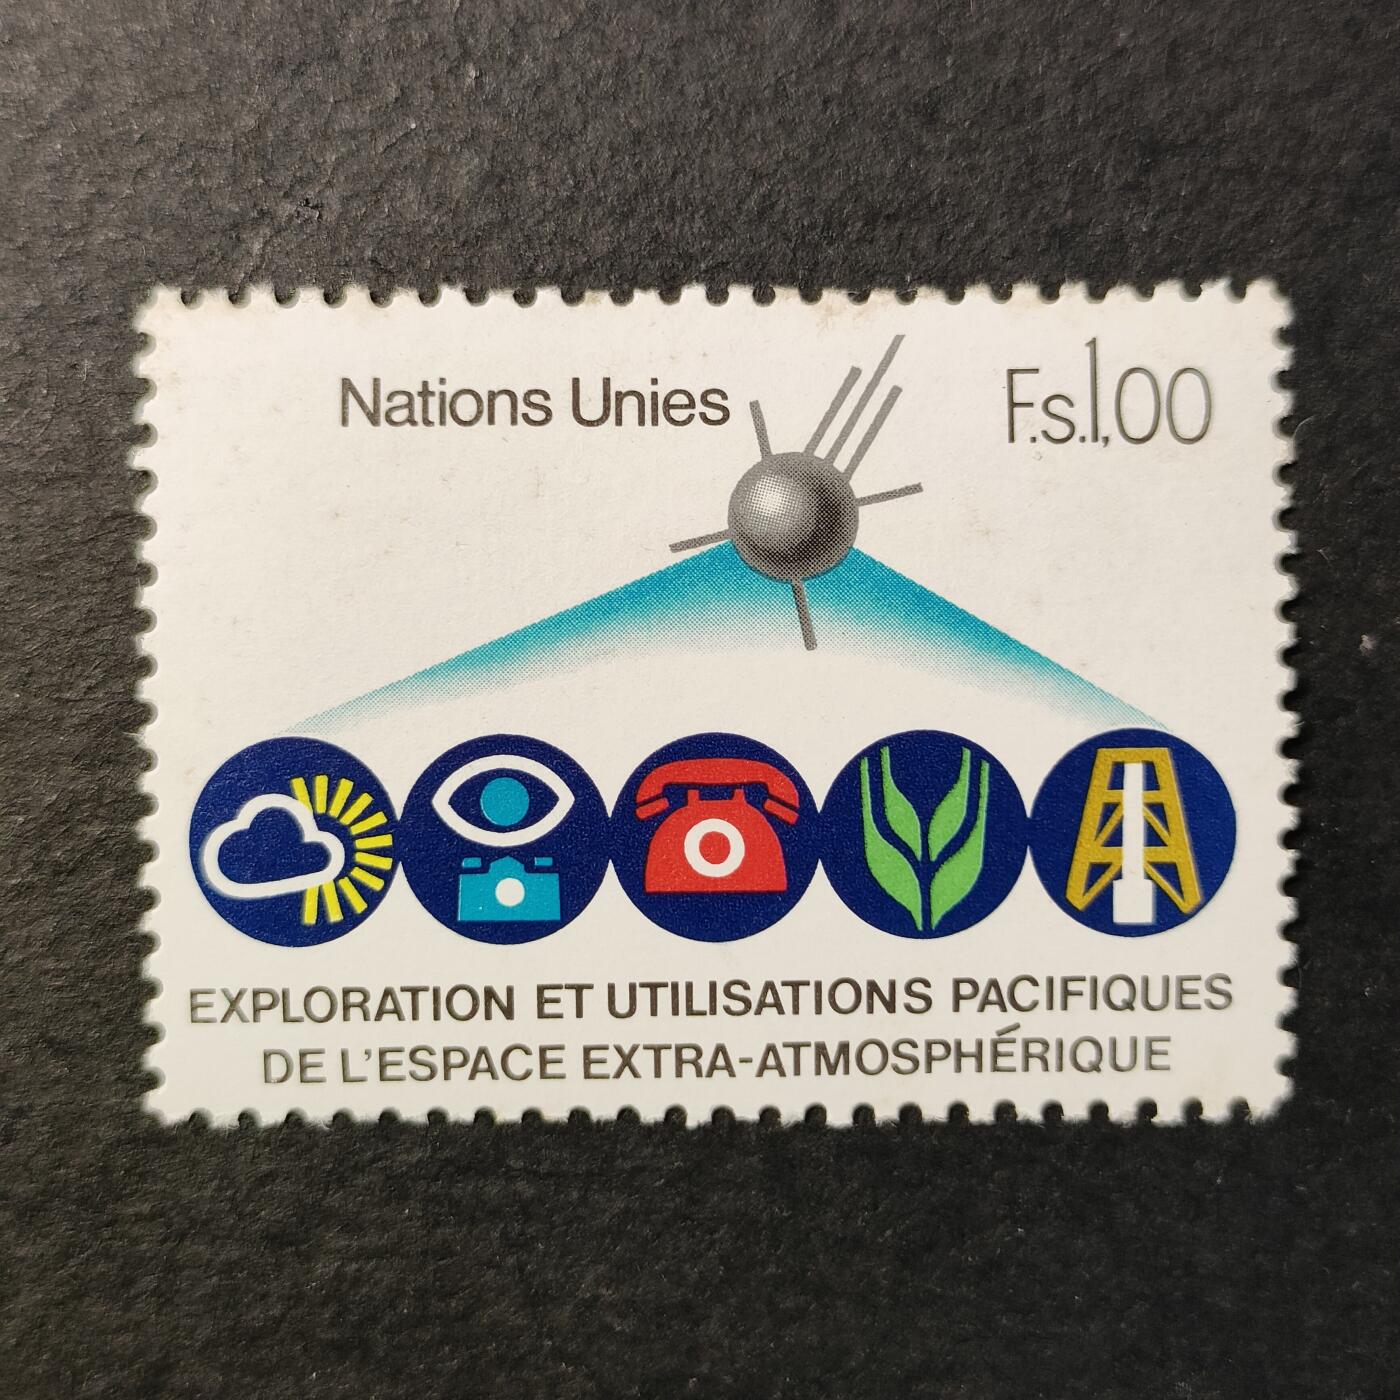 Nations Unies
F.s.1,00
EXPLORATION ET UTILISATIONS PACIFIQUES
DE L'ESPACE EXTRA-ATMOSPHÉRIQUE